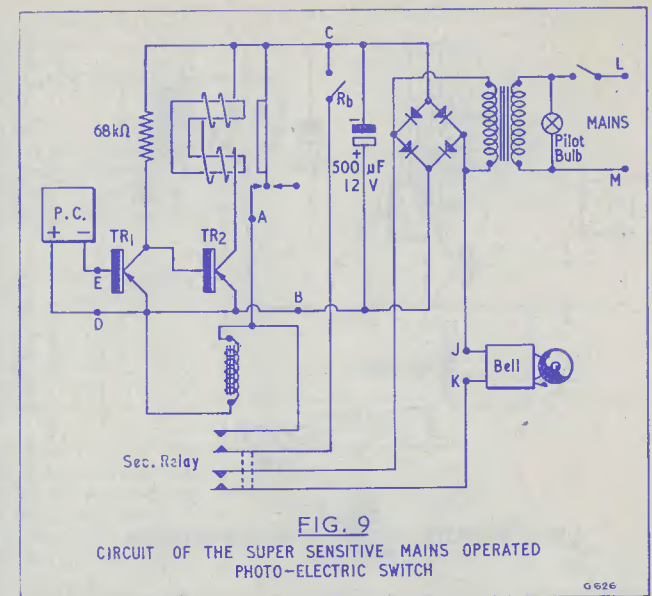 C
L
68kΩ
Rb
MAINS
Pilot
Bulb
−
+
500 µF
12 V
M
P.C.
+ −
TR1
TR2
A
E
D
B
J
K
Bell
Sec. Relay
FIG. 9
CIRCUIT OF THE SUPER SENSITIVE MAINS OPERATED
PHOTO-ELECTRIC SWITCH
G626